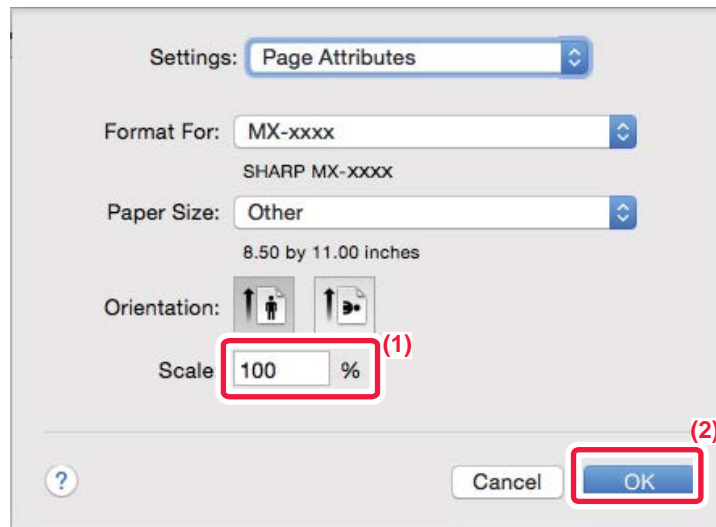 Settings: Page Attributes
Format For: MX-xxxx
SHARP MX-xxxx
Paper Size: Other
8.50 by 11.00 inches
Orientation:
(1)
Scale 100 %
(2)
? Cancel OK